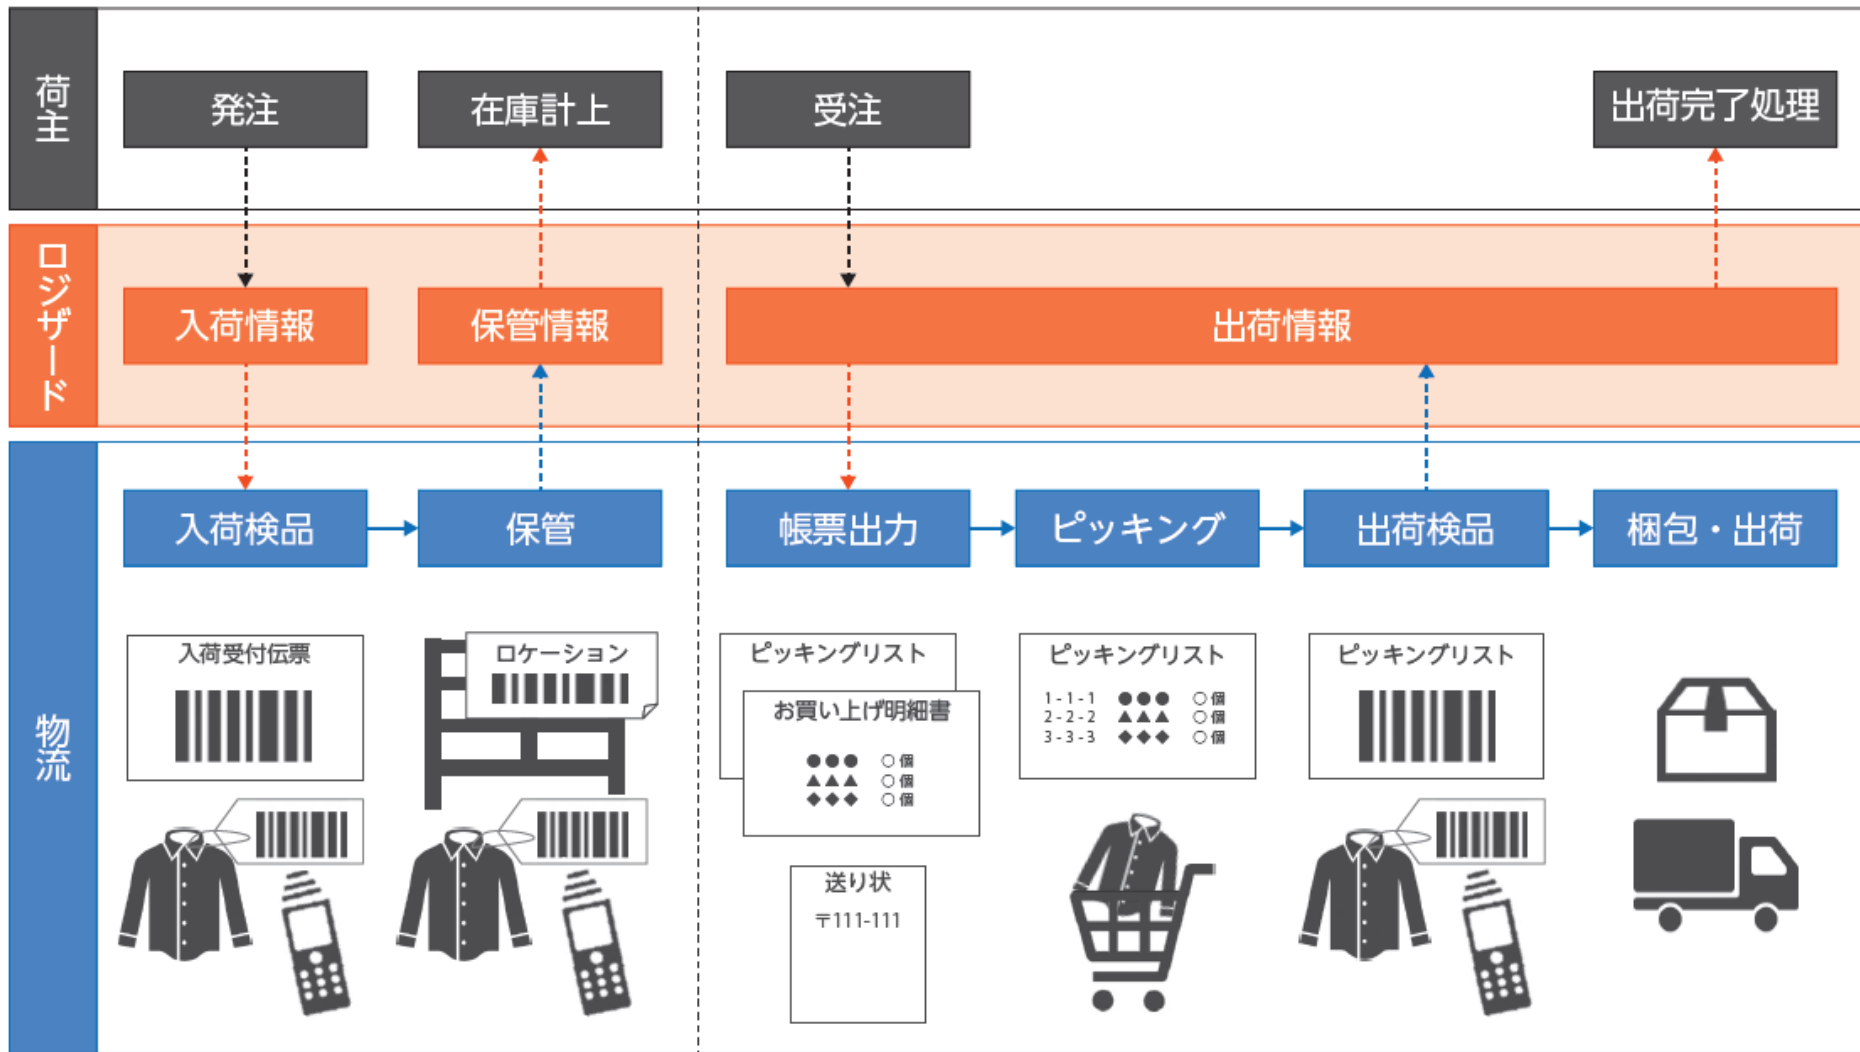 荷主
発注
在庫計上
受注
出荷完了処理
ロジザード
入荷情報
保管情報
出荷情報
物流
入荷検品
保管
帳票出力
ピッキング
出荷検品
梱包・出荷
入荷受付伝票
ロケーション
ピッキングリスト
お買い上げ明細書
●●● ○個
▲▲▲ ○個
◆◆◆ ○個
送り状
〒111-111
ピッキングリスト
1-1-1 ●●● ○個
2-2-2 ▲▲▲ ○個
3-3-3 ◆◆◆ ○個
ピッキングリスト